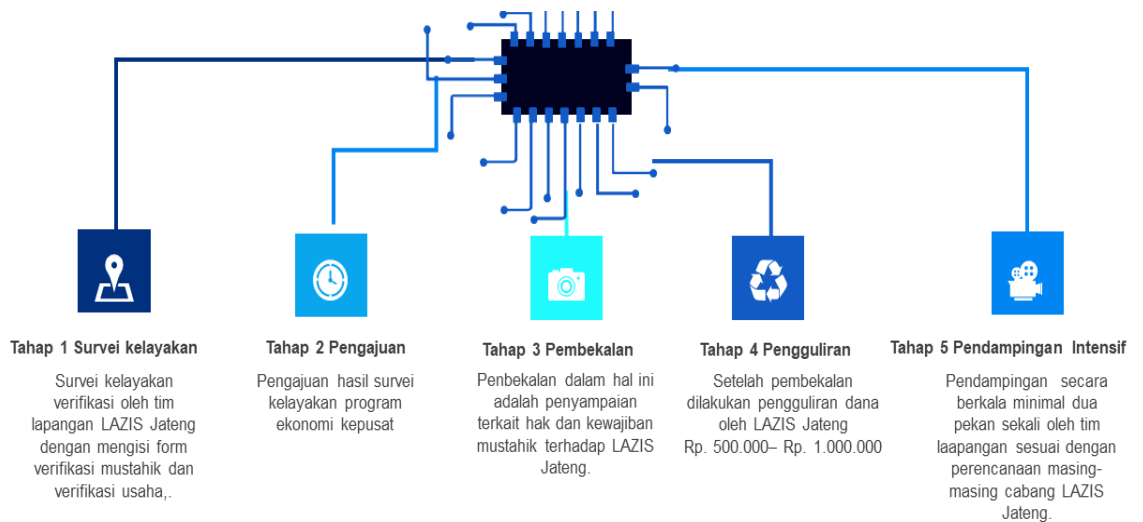 Tahap 1 Survei kelayakan
Survei kelayakan
verifikasi oleh tim
lapangan LAZIS Jateng
dengan mengisi form
verifikasi mustahik dan
verifikasi usaha,.
Tahap 2 Pengajuan
Pengajuan hasil survei
kelayakan program
ekonomi kepusat
Tahap 3 Pembekalan
Penbekalan dalam hal ini
adalah penyampaian
terkait hak dan kewajiban
mustahik terhadap LAZIS
Jateng.
Tahap 4 Pengguliran
Setelah pembekalan
dilakukan pengguliran dana
oleh LAZIS Jateng
Rp. 500.000– Rp. 1.000.000
Tahap 5 Pendampingan Intensif
Pendampingan secara
berkala minimal dua
pekan sekali oleh tim
laapangan sesuai dengan
perencanaan masing-
masing cabang LAZIS
Jateng.